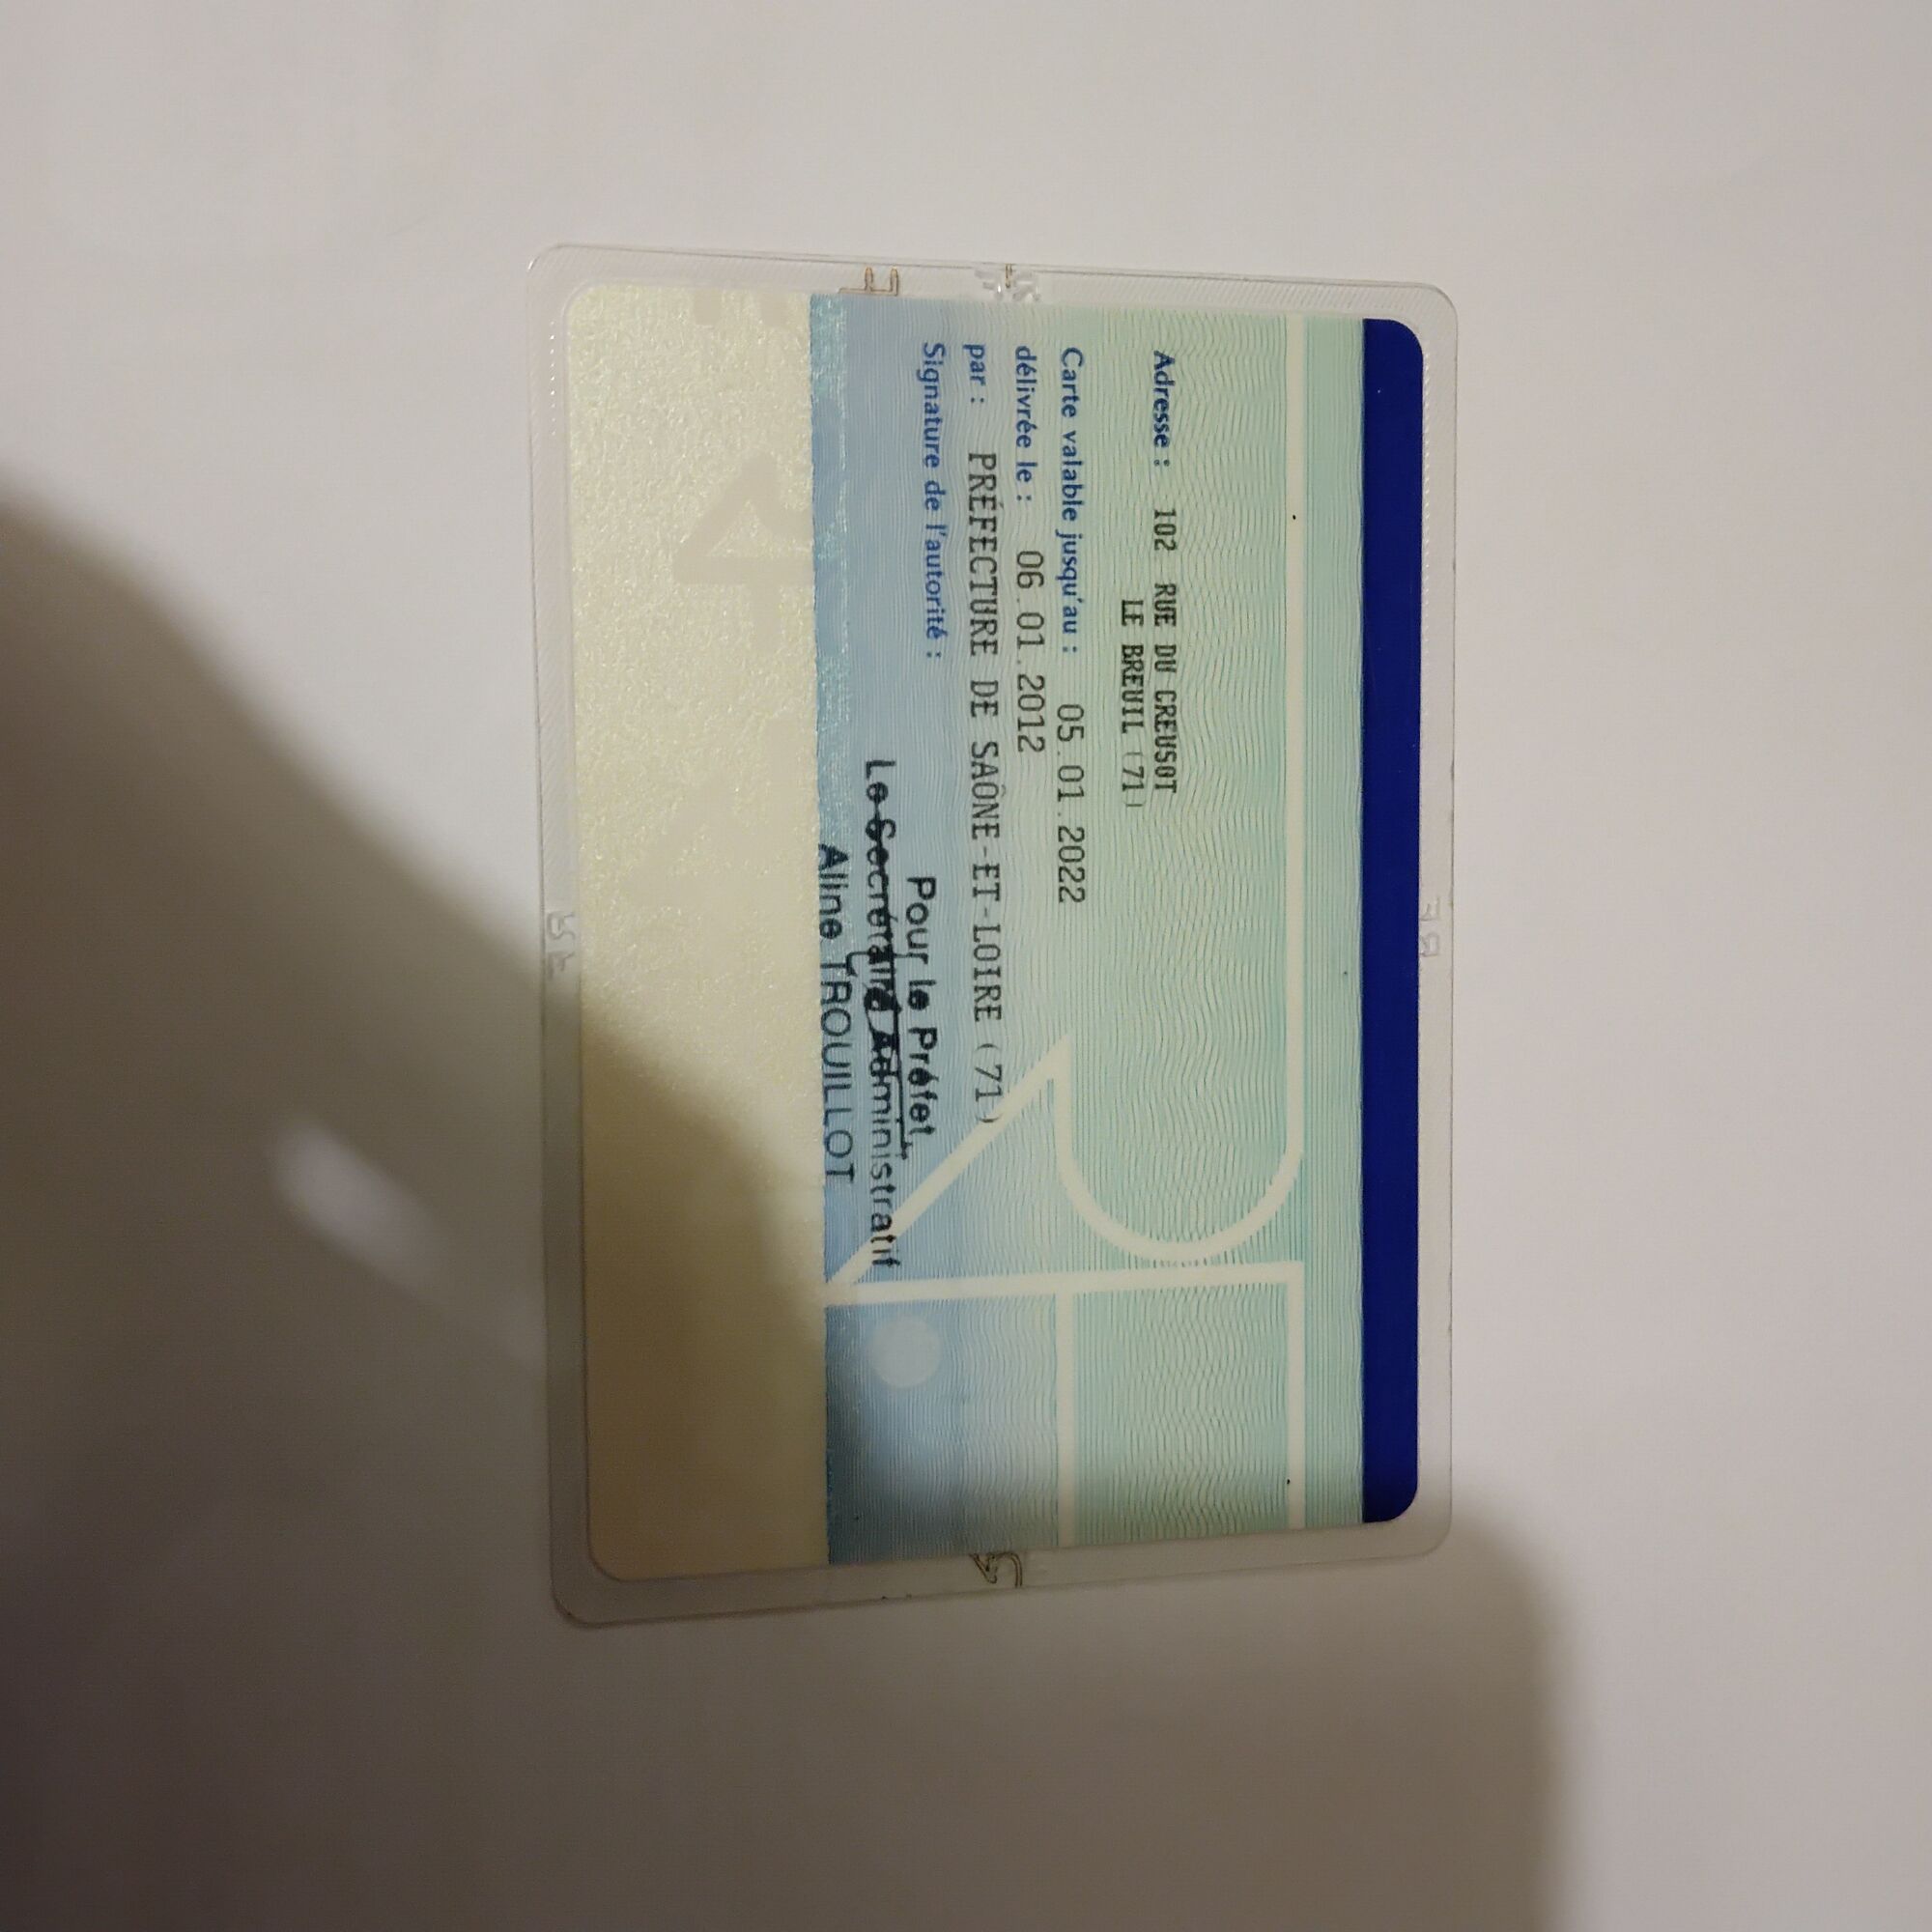 Adresse : 102 RUE DU CREUSOT
LE BREUIL (71)
Carte valable jusqu'au : 05.01.2022
délivrée le : 06.01.2012
par : PRÉFECTURE DE SAÔNE-ET-LOIRE (71)
Signature de l'autorité :
Pour le Préfet,
Le Secrétaire Administratif
Aline TROUILLOT